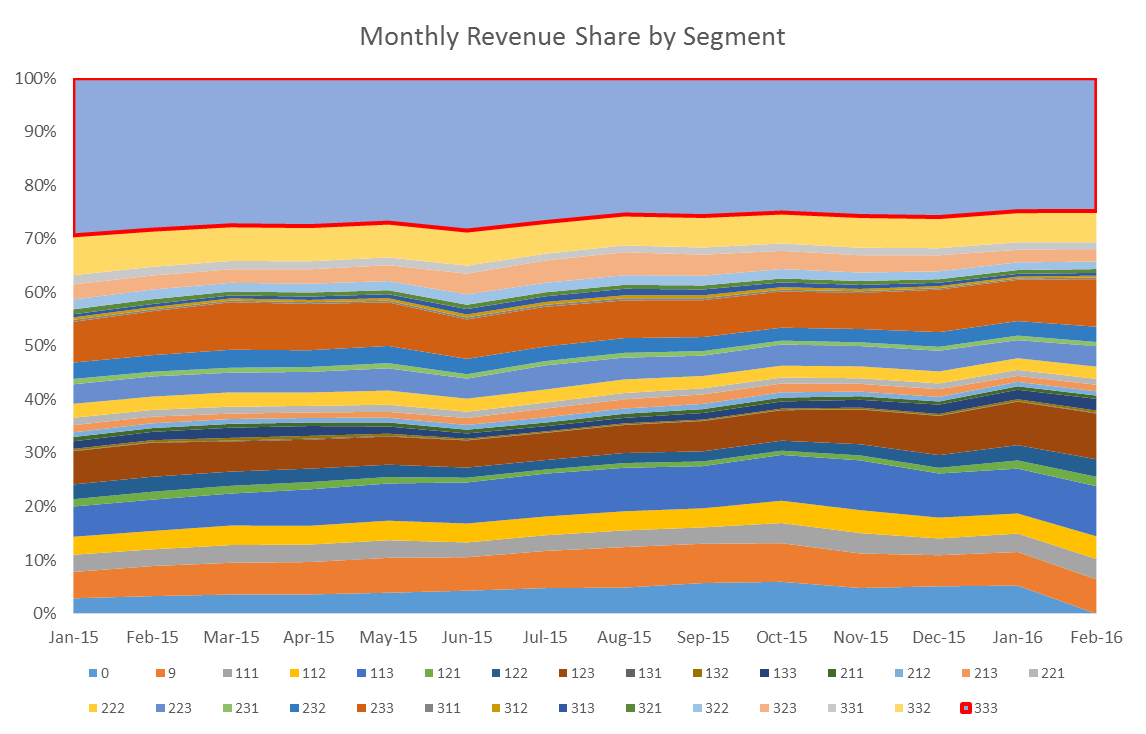 Monthly Revenue Share by Segment
100%
90%
80%
70%
60%
50%
40%
30%
20%
10%
0%
Jan-15 Feb-15 Mar-15 Apr-15 May-15 Jun-15 Jul-15 Aug-15 Sep-15 Oct-15 Nov-15 Dec-15 Jan-16 Feb-16
0 9 111 112 113 121 122 123 131 132 133 211 212 213 221
222 223 231 232 233 311 312 313 321 322 323 331 332 333